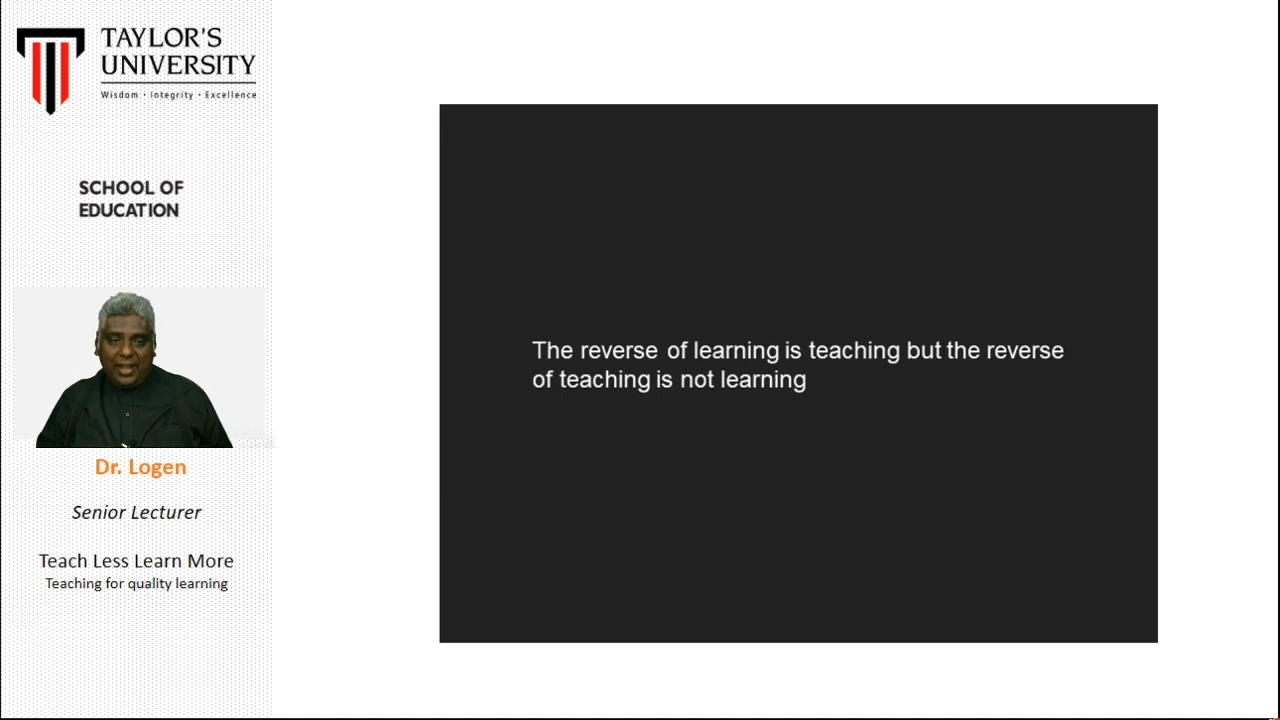 TAYLOR'S
UNIVERSITY
Wisdom · Integrity · Excellence
SCHOOL OF
EDUCATION
Dr. Logen
Senior Lecturer
Teach Less Learn More
Teaching for quality learning
The reverse of learning is teaching but the reverse
of teaching is not learning